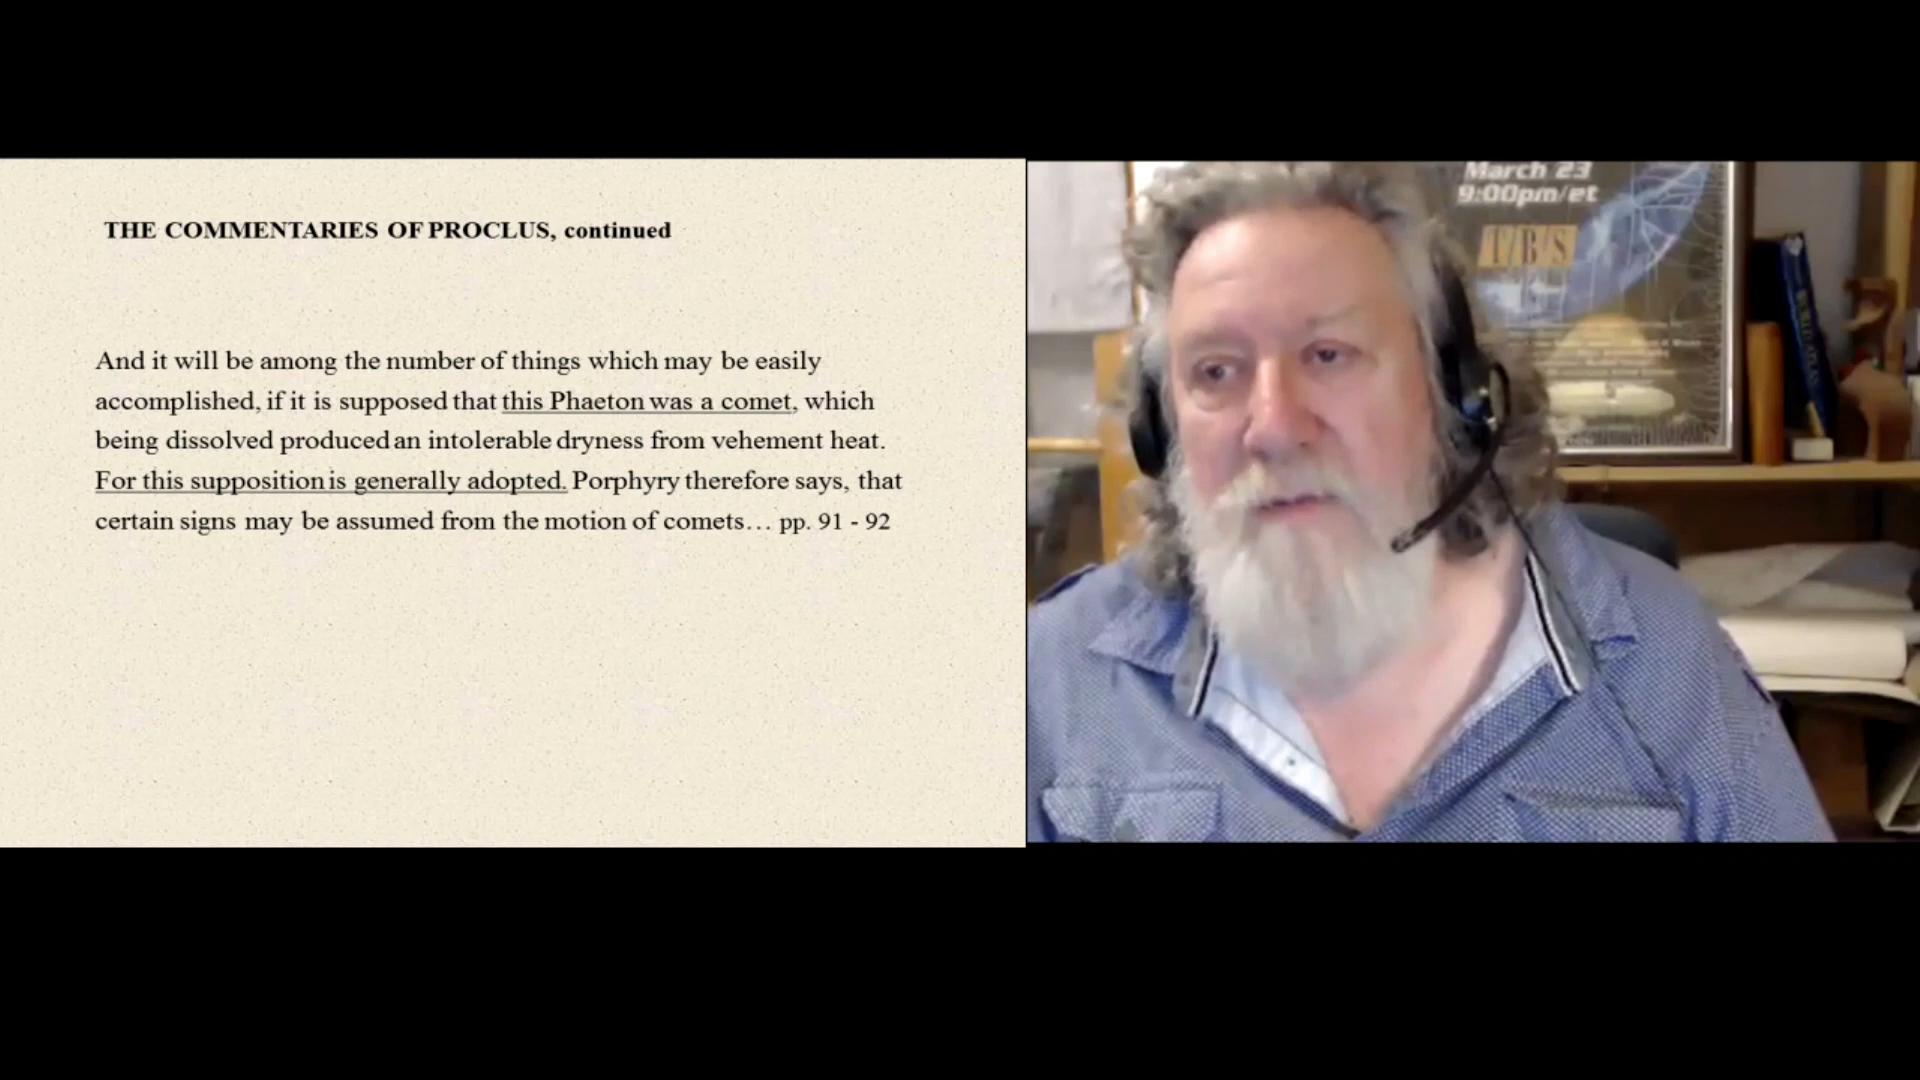 THE COMMENTARIES OF PROCLUS, continued
And it will be among the number of things which may be easily
accomplished, if it is supposed that this Phaeton was a comet, which
being dissolved produced an intolerable dryness from vehement heat.
For this supposition is generally adopted. Porphyry therefore says, that
certain signs may be assumed from the motion of comets... pp. 91 - 92
March 23
9:00pm/et
TBS